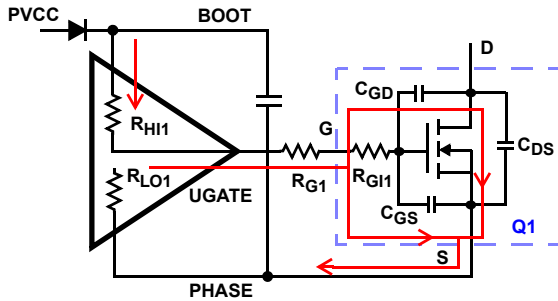 PVCC
BOOT
D
CGD
RHI1
G
CDS
RLO1
RG1
RGI1
UGATE
CGS
Q1
S
PHASE